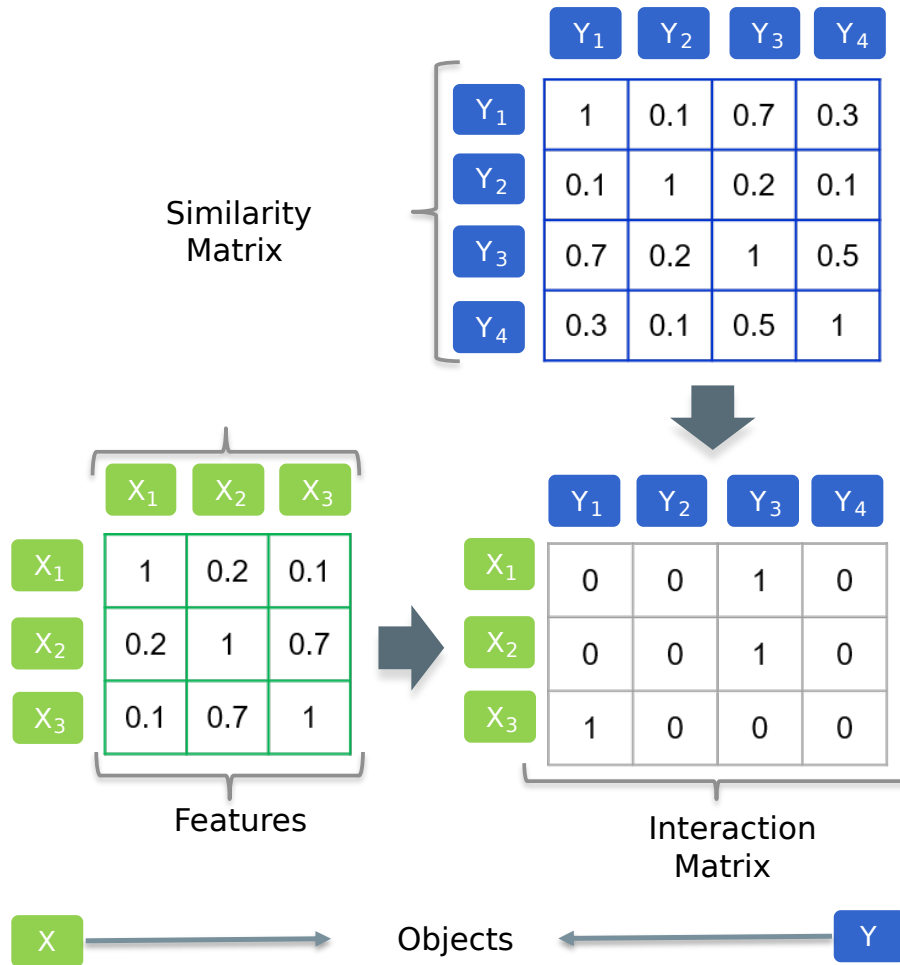 Y1 Y2 Y3 Y4
Y1 1 0.1 0.7 0.3
Y2 0.1 1 0.2 0.1
Similarity
Matrix
Y3 0.7 0.2 1 0.5
Y4 0.3 0.1 0.5 1
X1 X2 X3
X1 1 0.2 0.1
X2 0.2 1 0.7
X3 0.1 0.7 1
Features
Y1 Y2 Y3 Y4
X1 0 0 1 0
X2 0 0 1 0
X3 1 0 0 0
Interaction
Matrix
X Objects Y